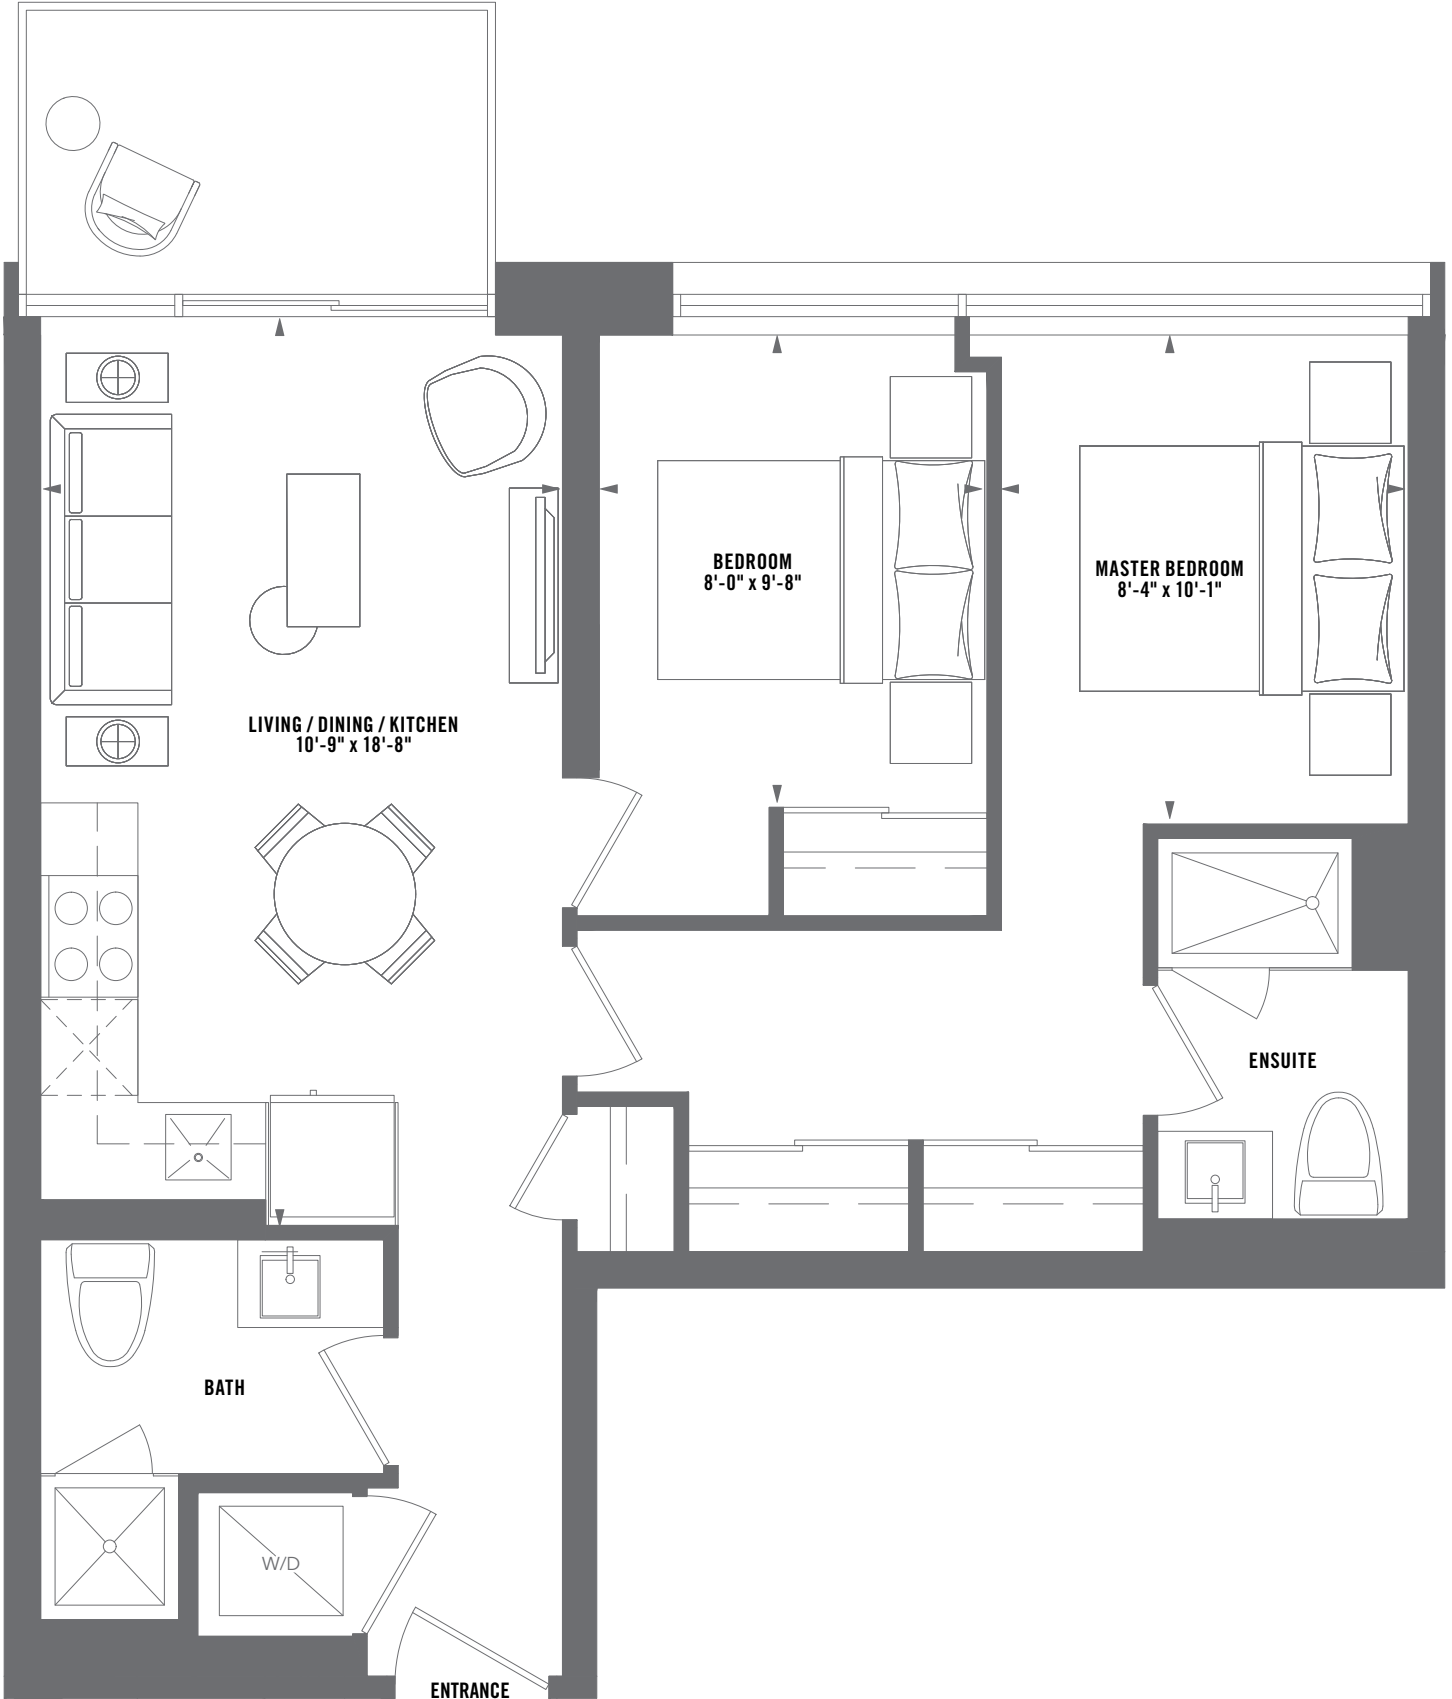 BEDROOM
8'-0" x 9'-8"
MASTER BEDROOM
8'-4" x 10'-1"
LIVING / DINING / KITCHEN
10'-9" x 18'-8"
ENSUITE
BATH
W/D
ENTRANCE